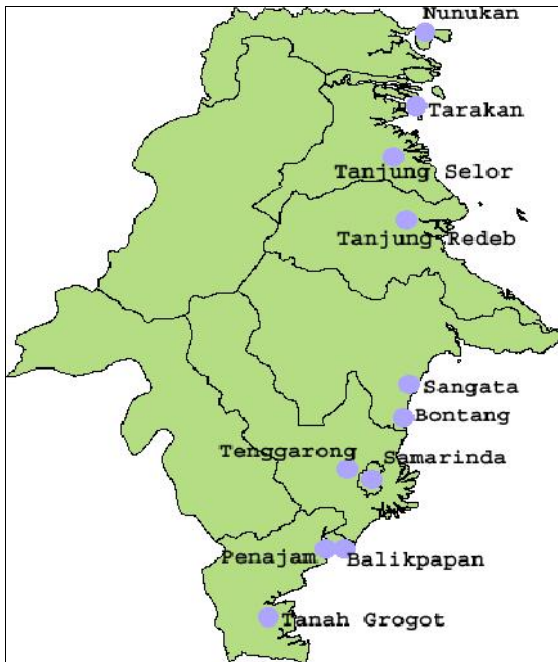 Nunukan
Tarakan
Tanjung Selor
Tanjung Redeb
Sangata
Bontang
Tenggarong
Samarinda
Penajam
Balikpapan
Tanah Grogot